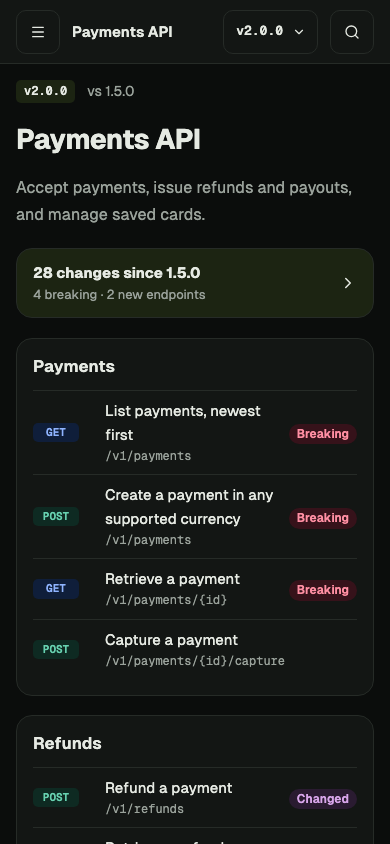 Payments API
v2.0.0
v2.0.0 vs 1.5.0
Payments API
Accept payments, issue refunds and payouts,
and manage saved cards.
28 changes since 1.5.0
4 breaking · 2 new endpoints
Payments
GET
List payments, newest
first
/v1/payments
Breaking
POST
Create a payment in any
supported currency
/v1/payments
Breaking
GET
Retrieve a payment
/v1/payments/{id}
Breaking
POST
Capture a payment
/v1/payments/{id}/capture
Refunds
POST
Refund a payment
/v1/refunds
Changed